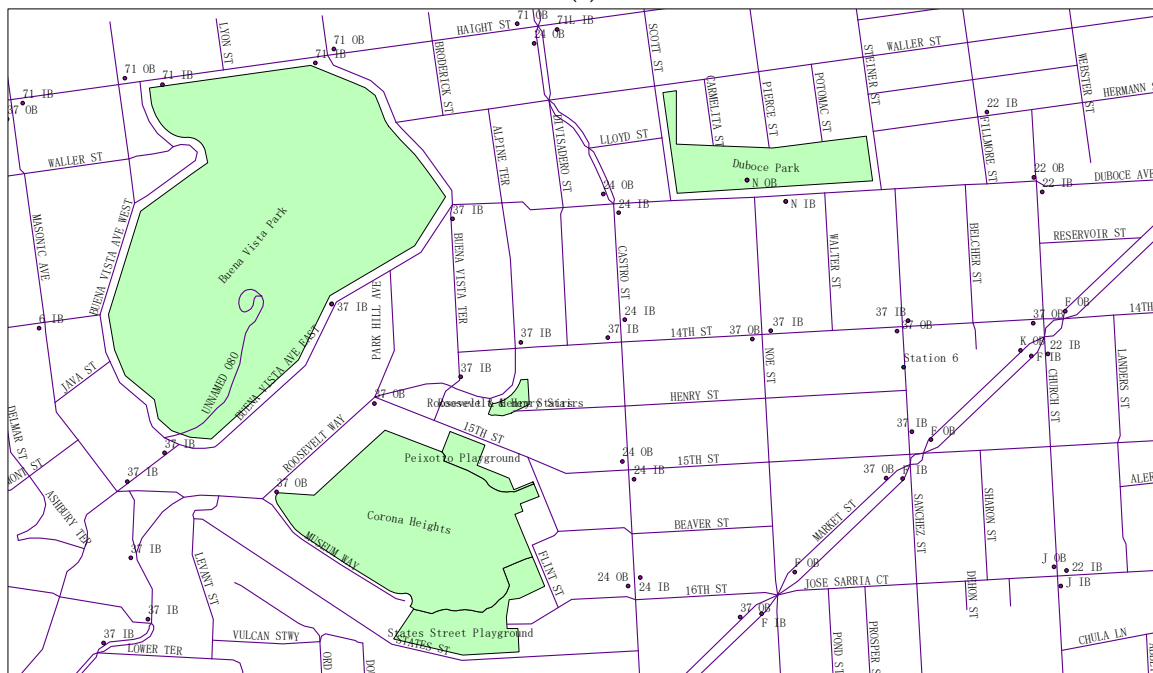 71 OB
71L IB
HAIGHT ST
24 OB
SCOTT ST
LYON ST
71 OB
71 IB
BRODERICK ST
STEINER ST
WALLER ST
WEBSTER ST
71 OB
71 IB
71 IB
37 OB
CARMELITA ST
PIERCE ST
POTOMAC ST
HERMANN S
22 IB
FILLMORE ST
ALPINE TER
DIVISADERO ST
LLOYD ST
WALLER ST
Duboce Park
N OB
N IB
22 OB
22 IB
DUBOCE AVE
24 OB
24 IB
37 IB
MASONIC AVE
BUENA VISTA AVE WEST
Buena Vista Park
BUENA VISTA TER
CASTRO ST
WALTER ST
BELCHER ST
RESERVOIR ST
PARK HILL AVE
37 IB
6 IB
24 IB
37 IB
37 IB
14TH ST
37 OB
37 IB
37 IB
37 OB
37 OB
F OB
14TH
K OB
F IB
22 IB
NOE ST
Station 6
JAVA ST
UNNAMED 080
BUENA VISTA AVE EAST
37 IB
37 OB
Roosevelt & Henry Stairs
HENRY ST
CHURCH ST
LANDERS ST
DELMAR ST
MONT ST
ROOSEVELT WAY
15TH ST
37 IB
F OB
37 IB
37 IB
Peixotto Playground
24 OB
24 IB
15TH ST
37 OB
F IB
37 OB
ASHBURY TER
Corona Heights
MUSEUM WAY
BEAVER ST
MARKET ST
SANCHEZ ST
SHARON ST
ALER
37 IB
LEVANT ST
FLINT ST
24 OB
24 IB
16TH ST
F OB
JOSE SARRIA CT
DEHON ST
J OB
22 IB
J IB
37 IB
37 IB
LOWER TER
VULCAN STWY
ORD
States Street Playground
STATES ST
37 OB
F IB
POND ST
PROSPER S
CHULA LN